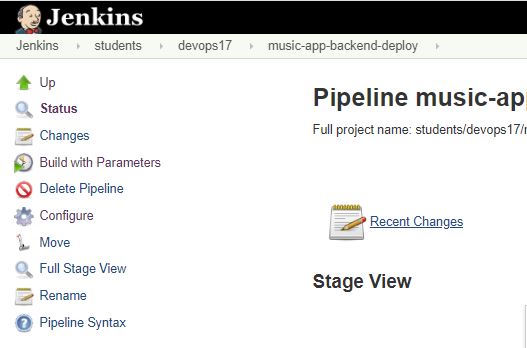 Jenkins
Jenkins students devops17 music-app-backend-deploy
Up
Status
Changes
Build with Parameters
Delete Pipeline
Configure
Move
Full Stage View
Rename
Pipeline Syntax
Pipeline music-ap
Full project name: students/devops17/
Recent Changes
Stage View